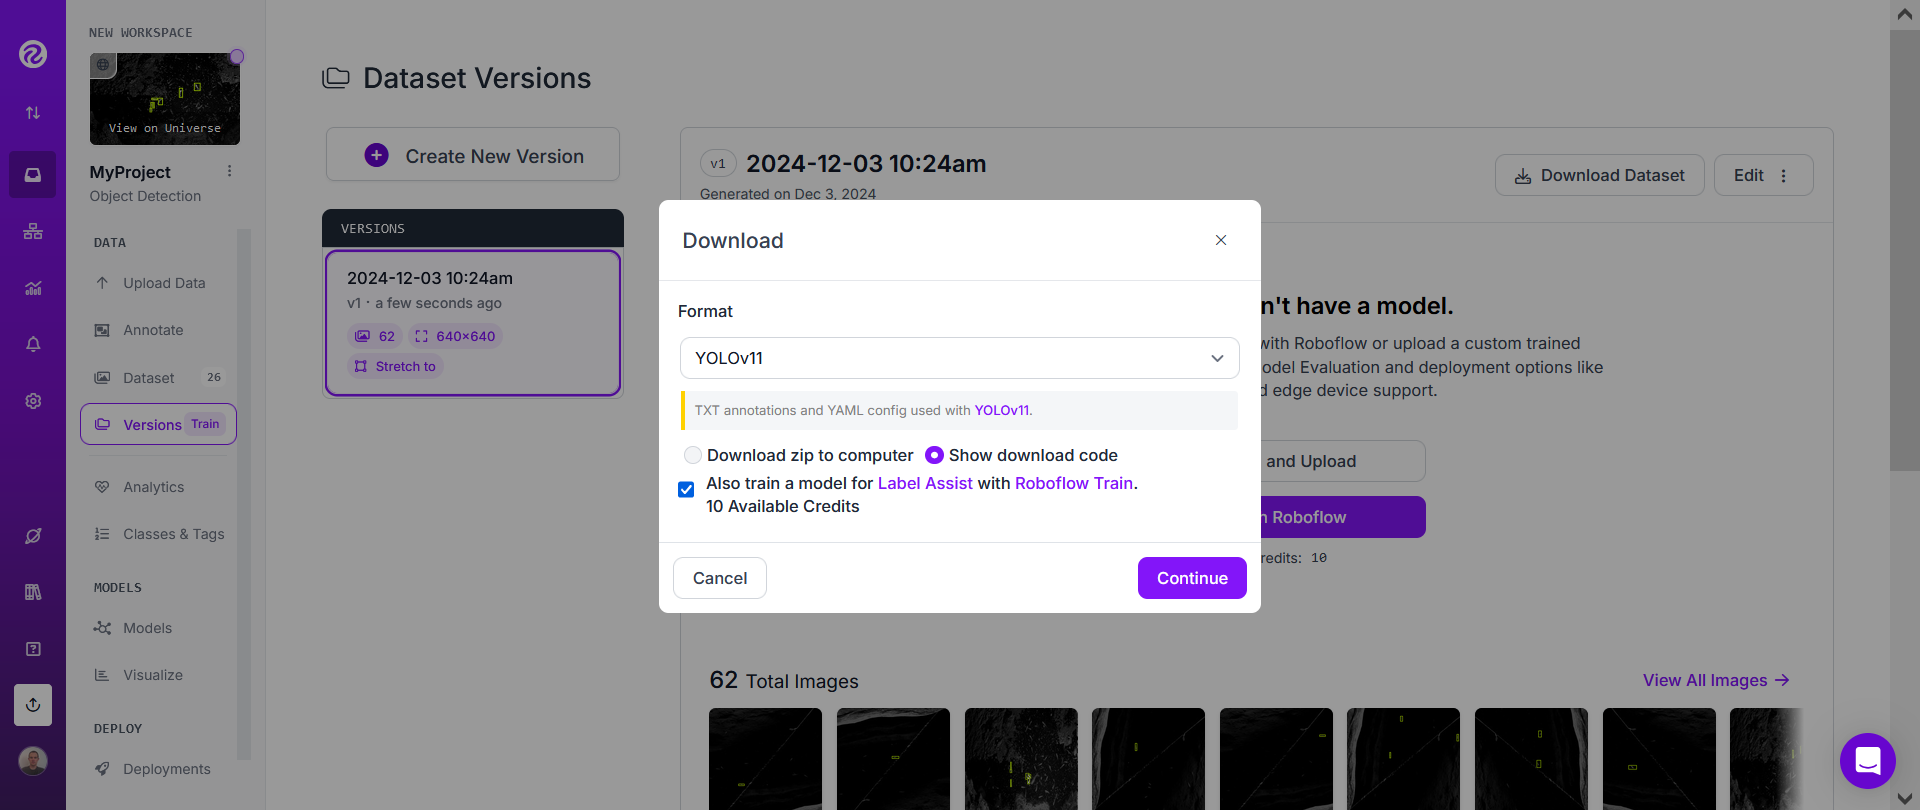 NEW WORKSPACE
View on Universe
MyProject
Object Detection
DATA
Upload Data
Annotate
Dataset 26
Versions Train
Analytics
Classes & Tags
MODELS
Models
Visualize
DEPLOY
Deployments
Dataset Versions
Create New Version
VERSIONS
2024-12-03 10:24am
v1 · a few seconds ago
62 640×640
Stretch to
v1 2024-12-03 10:24am
Generated on Dec 3, 2024
Download Dataset
Edit
n't have a model.
with Roboflow or upload a custom trained
odel Evaluation and deployment options like
d edge device support.
and Upload
n Roboflow
redits: 10
Download
Format
YOLOv11
TXT annotations and YAML config used with YOLOv11.
Download zip to computer Show download code
Also train a model for Label Assist with Roboflow Train.
10 Available Credits
Cancel Continue
62 Total Images
View All Images →